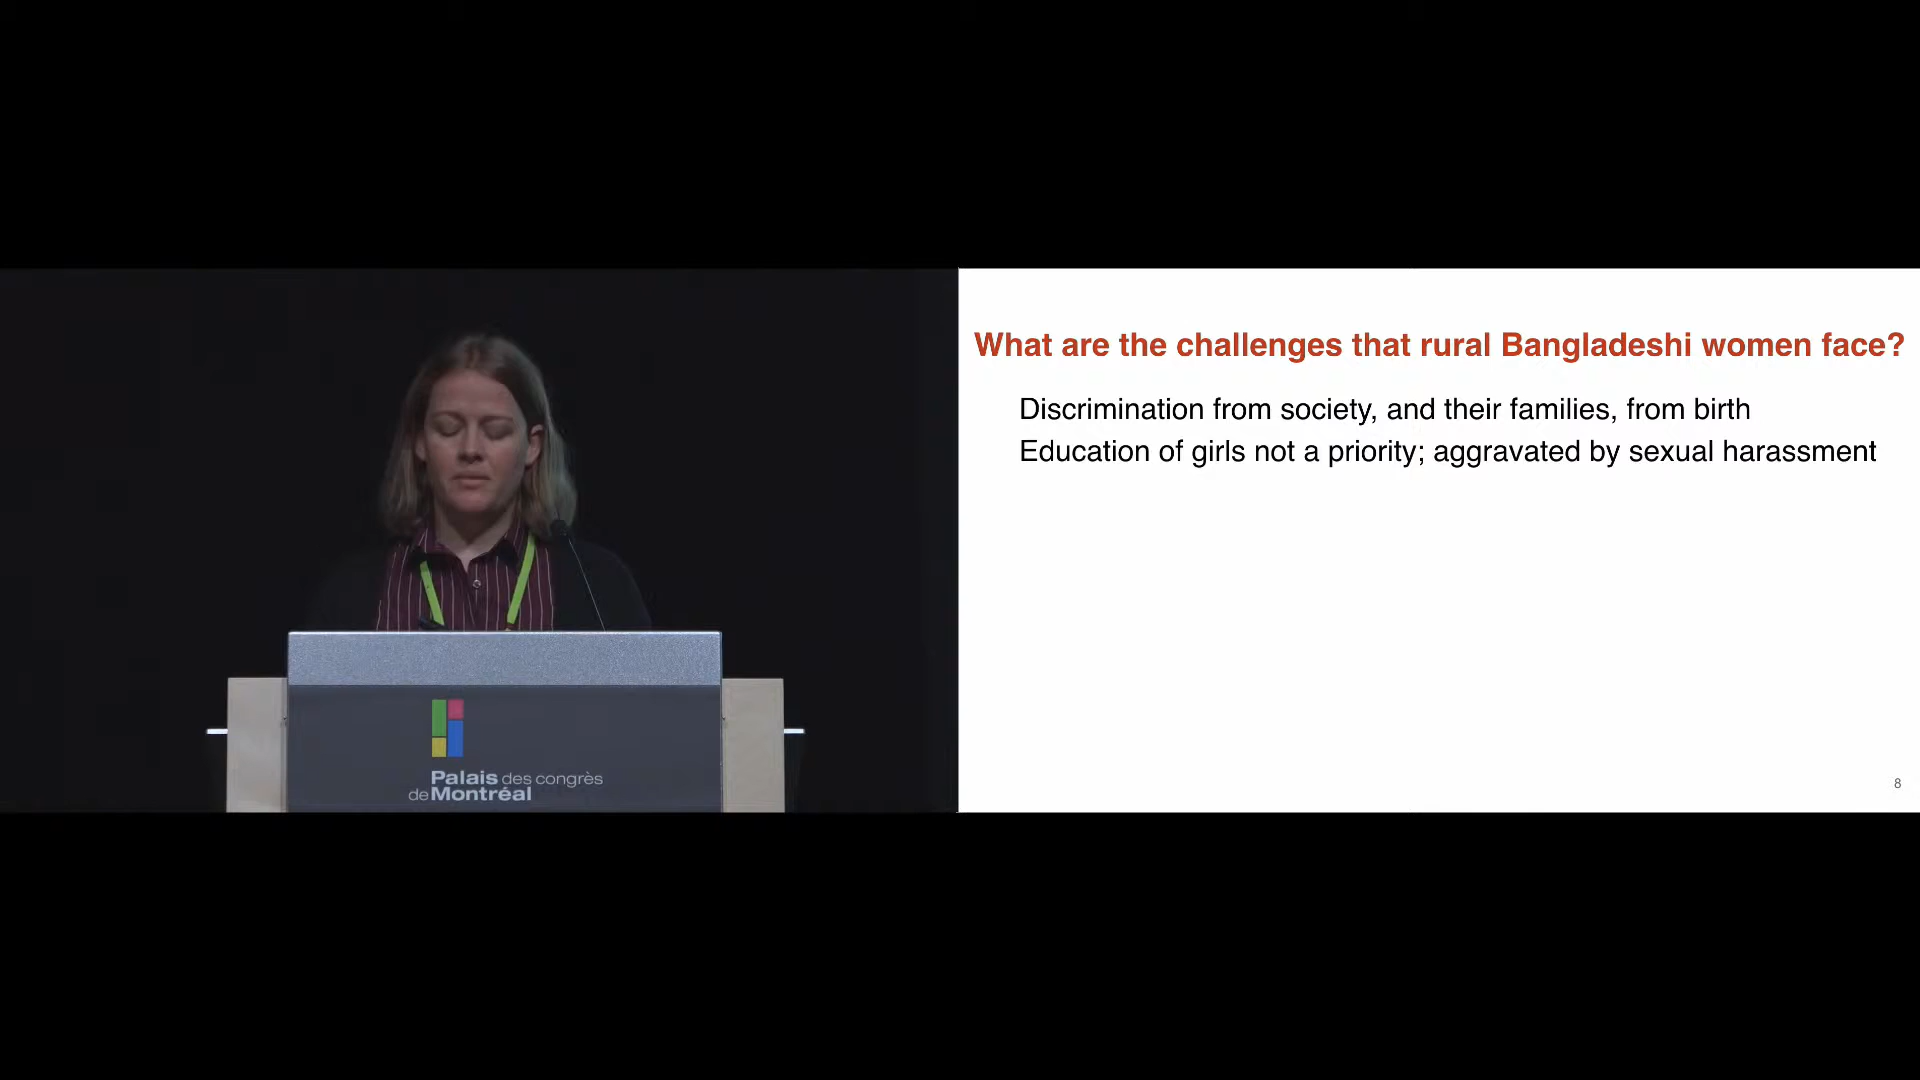 What are the challenges that rural Bangladeshi women face?
Discrimination from society, and their families, from birth
Education of girls not a priority; aggravated by sexual harassment
8
Palais des congrès
de Montréal